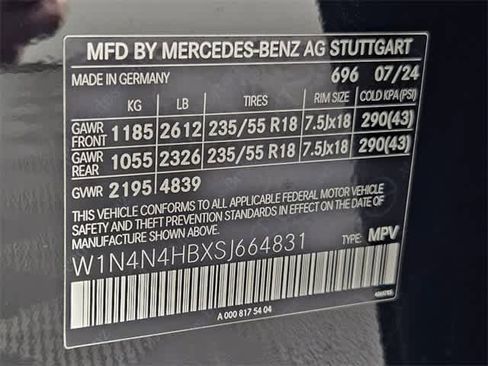 MFD BY MERCEDES-BENZ AG STUTTGART
MADE IN GERMANY 696 07/24
KG LB TIRES RIM SIZE COLD KPA(PSI)
GAWR FRONT 1185 2612 235/55 R18 7.5Jx18 290(43)
GAWR REAR 1055 2326 235/55 R18 7.5Jx18 290(43)
GVWR 2195 4839
THIS VEHICLE CONFORMS TO ALL APPLICABLE FEDERAL MOTOR VEHICLE
SAFETY AND THEFT PREVENTION STANDARDS IN EFFECT ON THE DATE
OF MANUFACTURE SHOWN ABOVE.
W1N4N4HBXSJ664831 TYPE: MPV
A 000 817 54 04